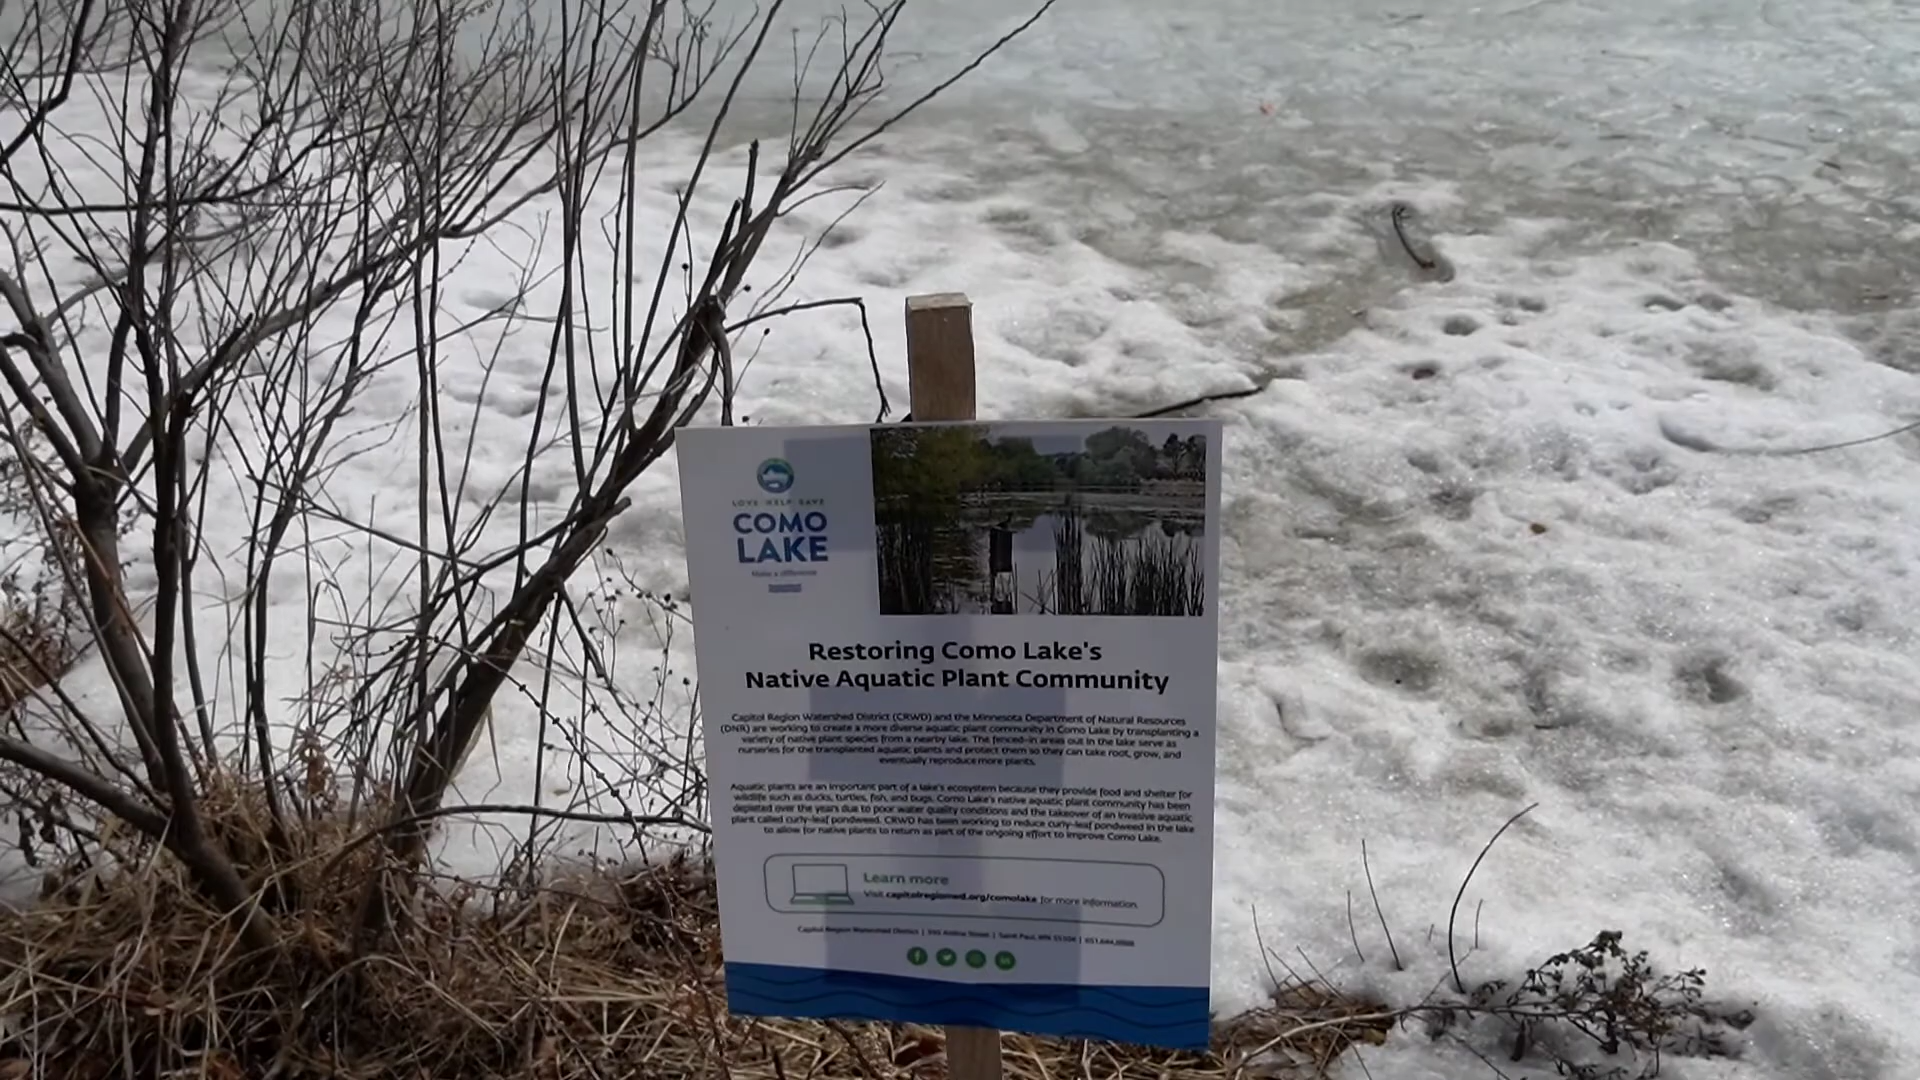 LOVE HELP SAVE
COMO
LAKE
Make a difference
Restoring Como Lake's
Native Aquatic Plant Community
Capitol Region Watershed District (CRWD) and the Minnesota Department of Natural Resources
(DNR) are working to create a more diverse aquatic plant community in Como Lake by transplanting a
variety of native plant species from a nearby lake. The fenced-in areas out in the lake serve as
nurseries for the transplanted aquatic plants and protect them so they can take root, grow, and
eventually reproduce more plants.
Aquatic plants are an important part of a lake's ecosystem because they provide food and shelter for
wildlife such as ducks, turtles, fish, and bugs. Como Lake's native aquatic plant community has been
depleted over the years due to poor water quality conditions and the takeover of an invasive aquatic
plant called curly-leaf pondweed. CRWD has been working to reduce curly-leaf pondweed in the lake
to allow for native plants to return as part of the ongoing effort to improve Como Lake.
Learn more
Visit capitolregionwd.org/comolake for more information.
Capitol Region Watershed District | Street | Saint Paul, MN